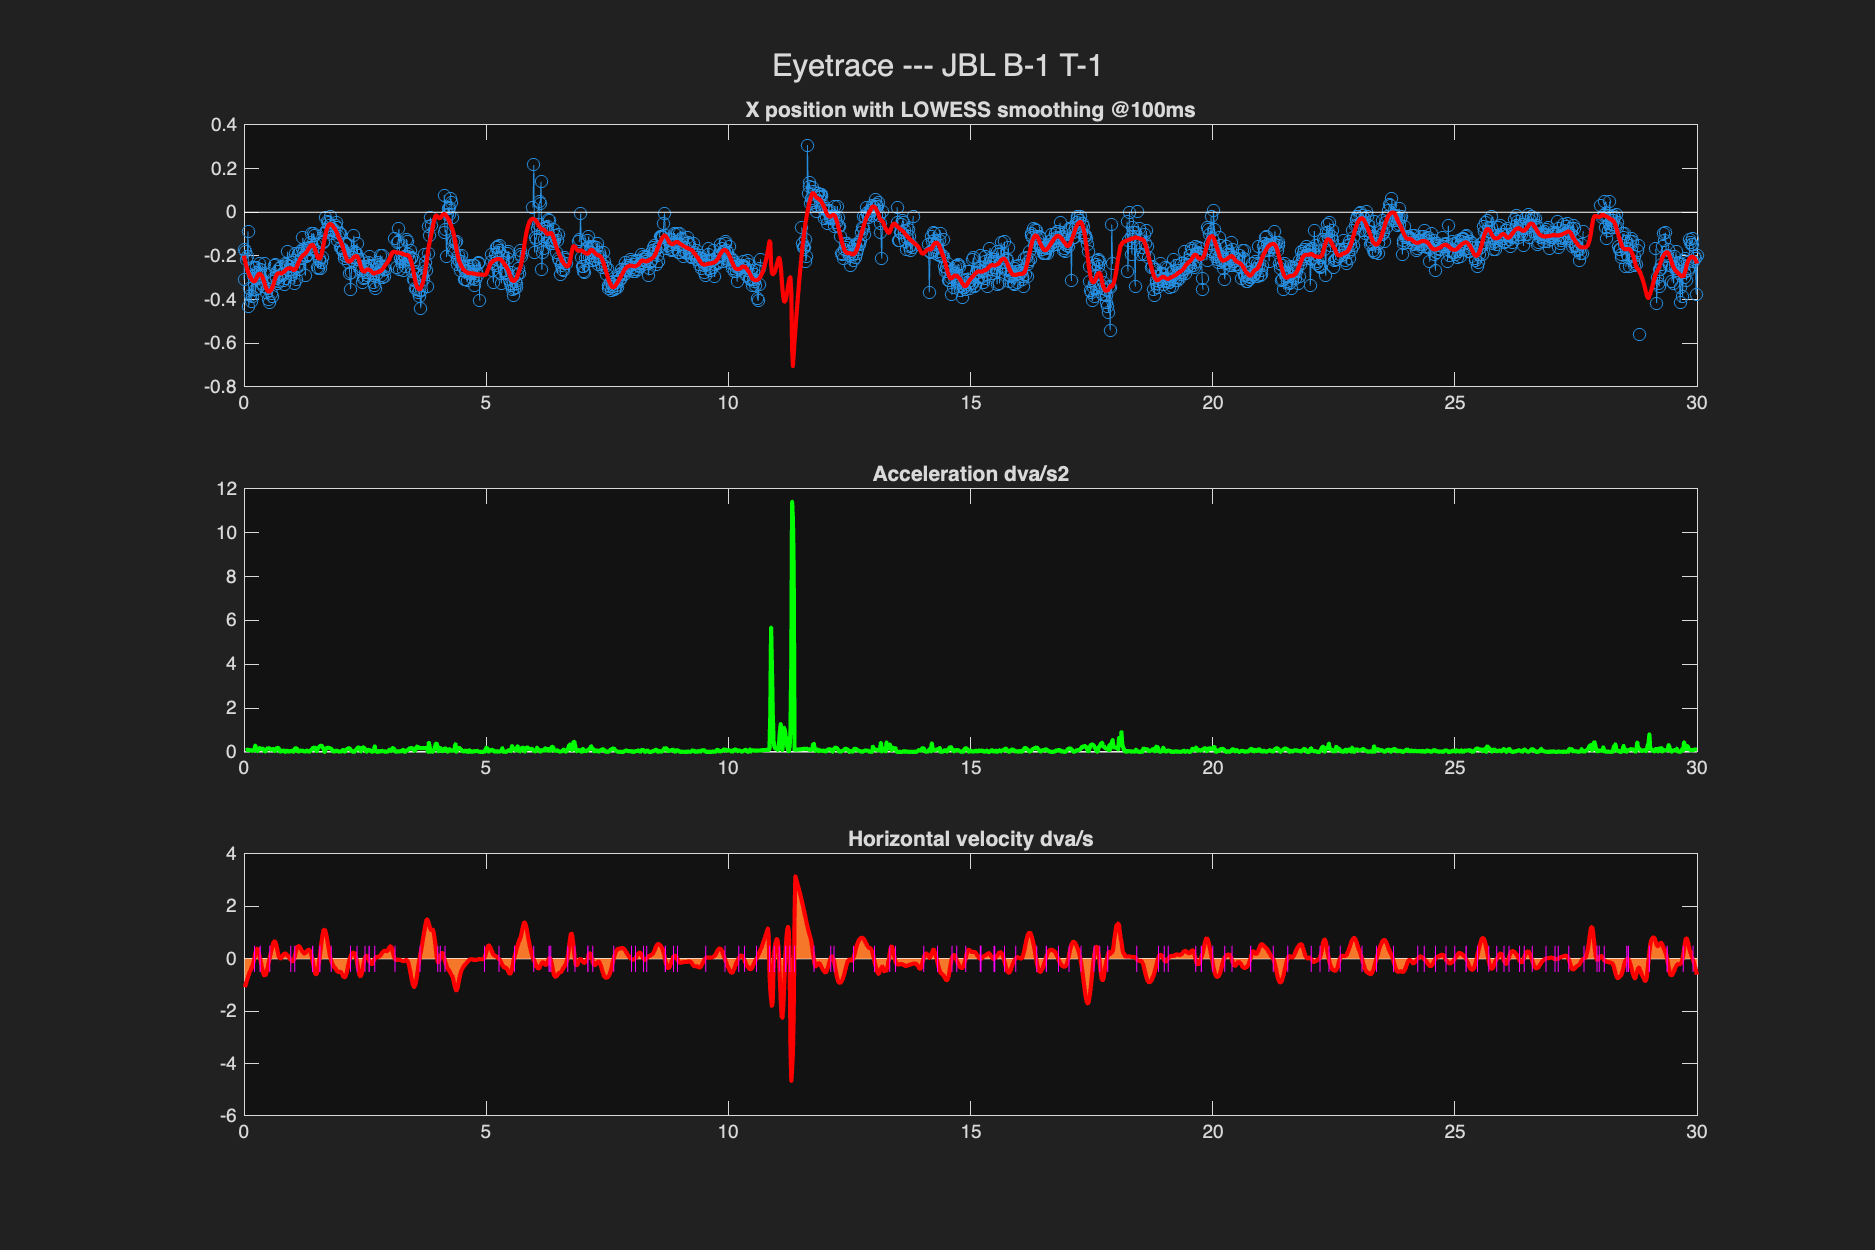 Eyetrace --- JBL B-1 T-1
X position with LOWESS smoothing @100ms
0.4
0.2
0
-0.2
-0.4
-0.6
-0.8
0 5 10 15 20 25 30
Acceleration dva/s2
12
10
8
6
4
2
0
0 5 10 15 20 25 30
Horizontal velocity dva/s
4
2
0
-2
-4
-6
0 5 10 15 20 25 30